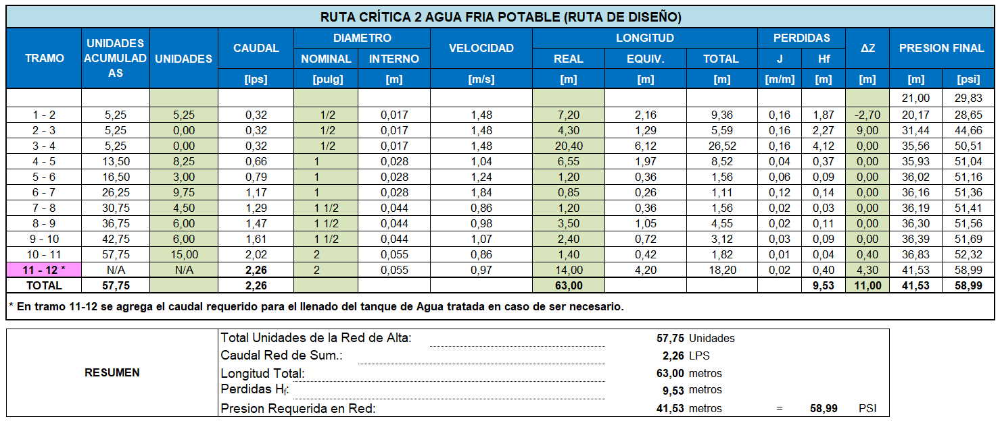 RUTA CRÍTICA 2 AGUA FRIA POTABLE (RUTA DE DISEÑO)
TRAMO UNIDADES ACUMULADAS UNIDADES CAUDAL DIAMETRO VELOCIDAD LONGITUD PERDIDAS ΔZ PRESION FINAL
NOMINAL INTERNO REAL EQUIV. TOTAL J Hf
[lps] [pulg] [m] [m/s] [m] [m] [m] [m/m] [m] [m] [m] [psi]
21,00 29,83
1 - 2 5,25 5,25 0,32 1/2 0,017 1,48 7,20 2,16 9,36 0,16 1,87 -2,70 20,17 28,65
2 - 3 5,25 0,00 0,32 1/2 0,017 1,48 4,30 1,29 5,59 0,16 2,27 9,00 31,44 44,66
3 - 4 5,25 0,00 0,32 1/2 0,017 1,48 20,40 6,12 26,52 0,16 4,12 0,00 35,56 50,51
4 - 5 13,50 8,25 0,66 1 0,028 1,04 6,55 1,97 8,52 0,04 0,37 0,00 35,93 51,04
5 - 6 16,50 3,00 0,79 1 0,028 1,24 1,20 0,36 1,56 0,06 0,09 0,00 36,02 51,16
6 - 7 26,25 9,75 1,17 1 0,028 1,84 0,85 0,26 1,11 0,12 0,14 0,00 36,16 51,36
7 - 8 30,75 4,50 1,29 1 1/2 0,044 0,86 1,20 0,36 1,56 0,02 0,03 0,00 36,19 51,41
8 - 9 36,75 6,00 1,47 1 1/2 0,044 0,98 3,50 1,05 4,55 0,02 0,11 0,00 36,30 51,56
9 - 10 42,75 6,00 1,61 1 1/2 0,044 1,07 2,40 0,72 3,12 0,03 0,09 0,00 36,39 51,69
10 - 11 57,75 15,00 2,02 2 0,055 0,86 1,40 0,42 1,82 0,01 0,04 0,40 36,83 52,32
11 - 12 * N/A N/A 2,26 2 0,055 0,97 14,00 4,20 18,20 0,02 0,40 4,30 41,53 58,99
TOTAL 57,75 2,26 63,00 9,53 11,00 41,53 58,99
* En tramo 11-12 se agrega el caudal requerido para el llenado del tanque de Agua tratada en caso de ser necesario.
RESUMEN
Total Unidades de la Red de Alta: 57,75 Unidades
Caudal Red de Sum.: 2,26 LPS
Longitud Total: 63,00 metros
Perdidas Hf: 9,53 metros
Presion Requerida en Red: 41,53 metros = 58,99 PSI